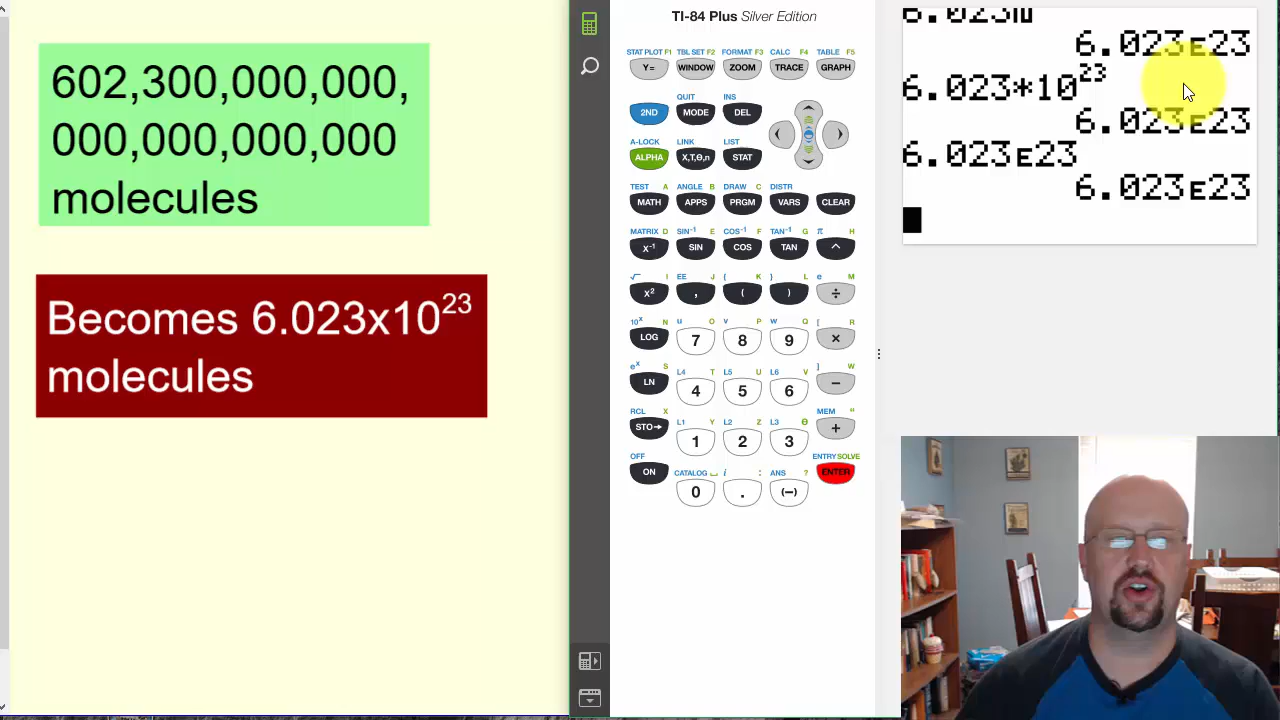 602,300,000,000,
000,000,000,000
molecules
Becomes 6.023x10²³
molecules
TI-84 Plus Silver Edition
STAT PLOT F1 TBL SET F2 FORMAT F3 CALC F4 TABLE F5
Y= WINDOW ZOOM TRACE GRAPH
QUIT INS
2ND MODE DEL
A-LOCK LINK LIST
ALPHA X,T,Θ,n STAT
TEST A ANGLE B DRAW C DISTR
MATH APPS PRGM VARS CLEAR
MATRIX D SIN⁻¹ E COS⁻¹ F TAN⁻¹ G π H
x⁻¹ SIN COS TAN ^
√ I EE J { K } L e M
x² , ( ) ÷
10ˣ N u O v P w Q [ R
LOG 7 8 9 ×
eˣ S L4 T L5 U L6 V ] W
LN 4 5 6 −
RCL X L1 Y L2 Z L3 θ MEM "
STO→ 1 2 3 +
OFF CATALOG ⎵ i : ANS ? ENTRY SOLVE
ON 0 . (−) ENTER
6.023E23
6.023*10²³
6.023E23
6.023E23
6.023E23